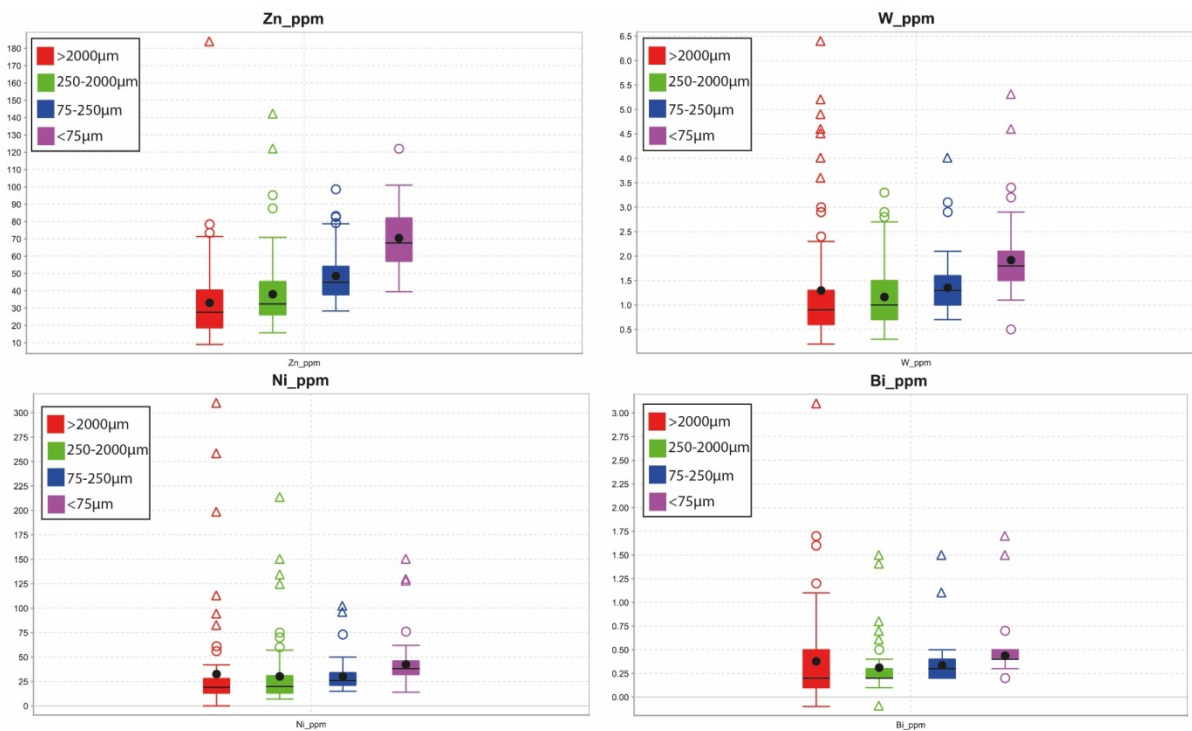 Zn_ppm
180
170
160
150
140
130
120
110
100
90
80
70
60
50
40
30
20
10
>2000µm
250-2000µm
75-250µm
<75µm
Zn_ppm
W_ppm
6.5
6.0
5.5
5.0
4.5
4.0
3.5
3.0
2.5
2.0
1.5
1.0
0.5
>2000µm
250-2000µm
75-250µm
<75µm
W_ppm
Ni_ppm
300
275
250
225
200
175
150
125
100
75
50
25
0
>2000µm
250-2000µm
75-250µm
<75µm
Ni_ppm
Bi_ppm
3.00
2.75
2.50
2.25
2.00
1.75
1.50
1.25
1.00
0.75
0.50
0.25
0.00
>2000µm
250-2000µm
75-250µm
<75µm
Bi_ppm